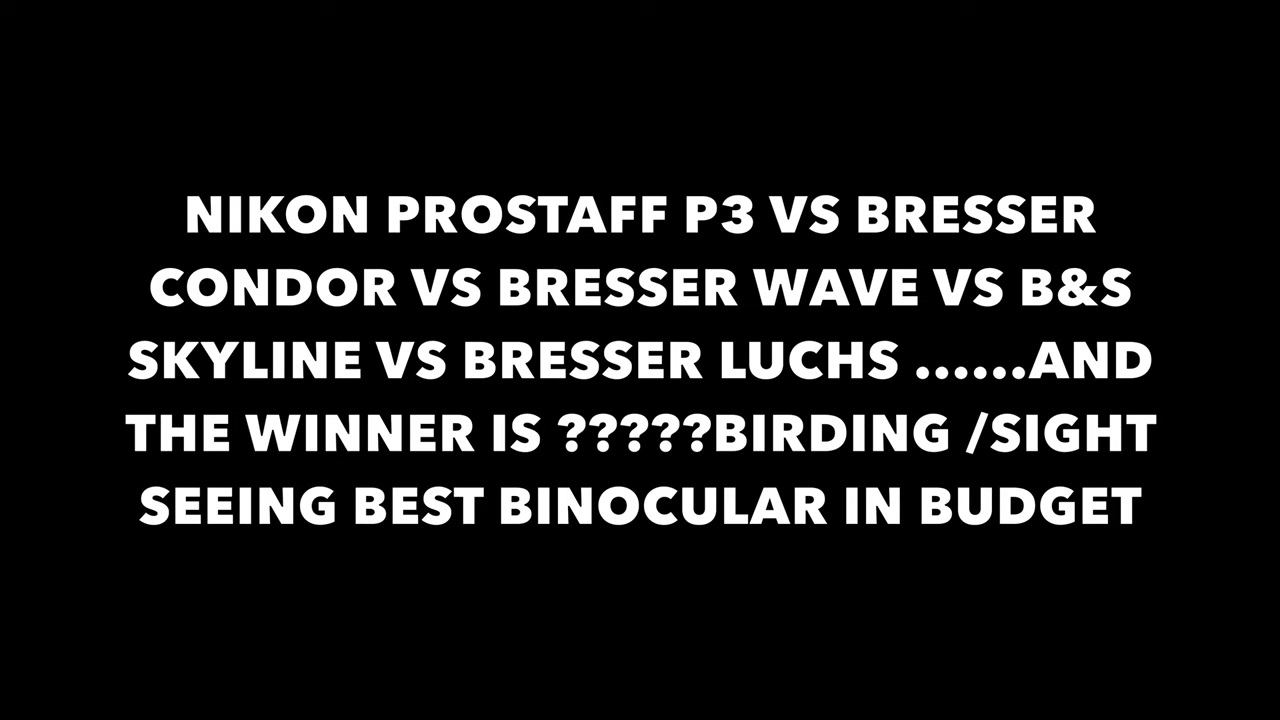 NIKON PROSTAFF P3 VS BRESSER
CONDOR VS BRESSER WAVE VS B&S
SKYLINE VS BRESSER LUCHS ......AND
THE WINNER IS ?????BIRDING /SIGHT
SEEING BEST BINOCULAR IN BUDGET